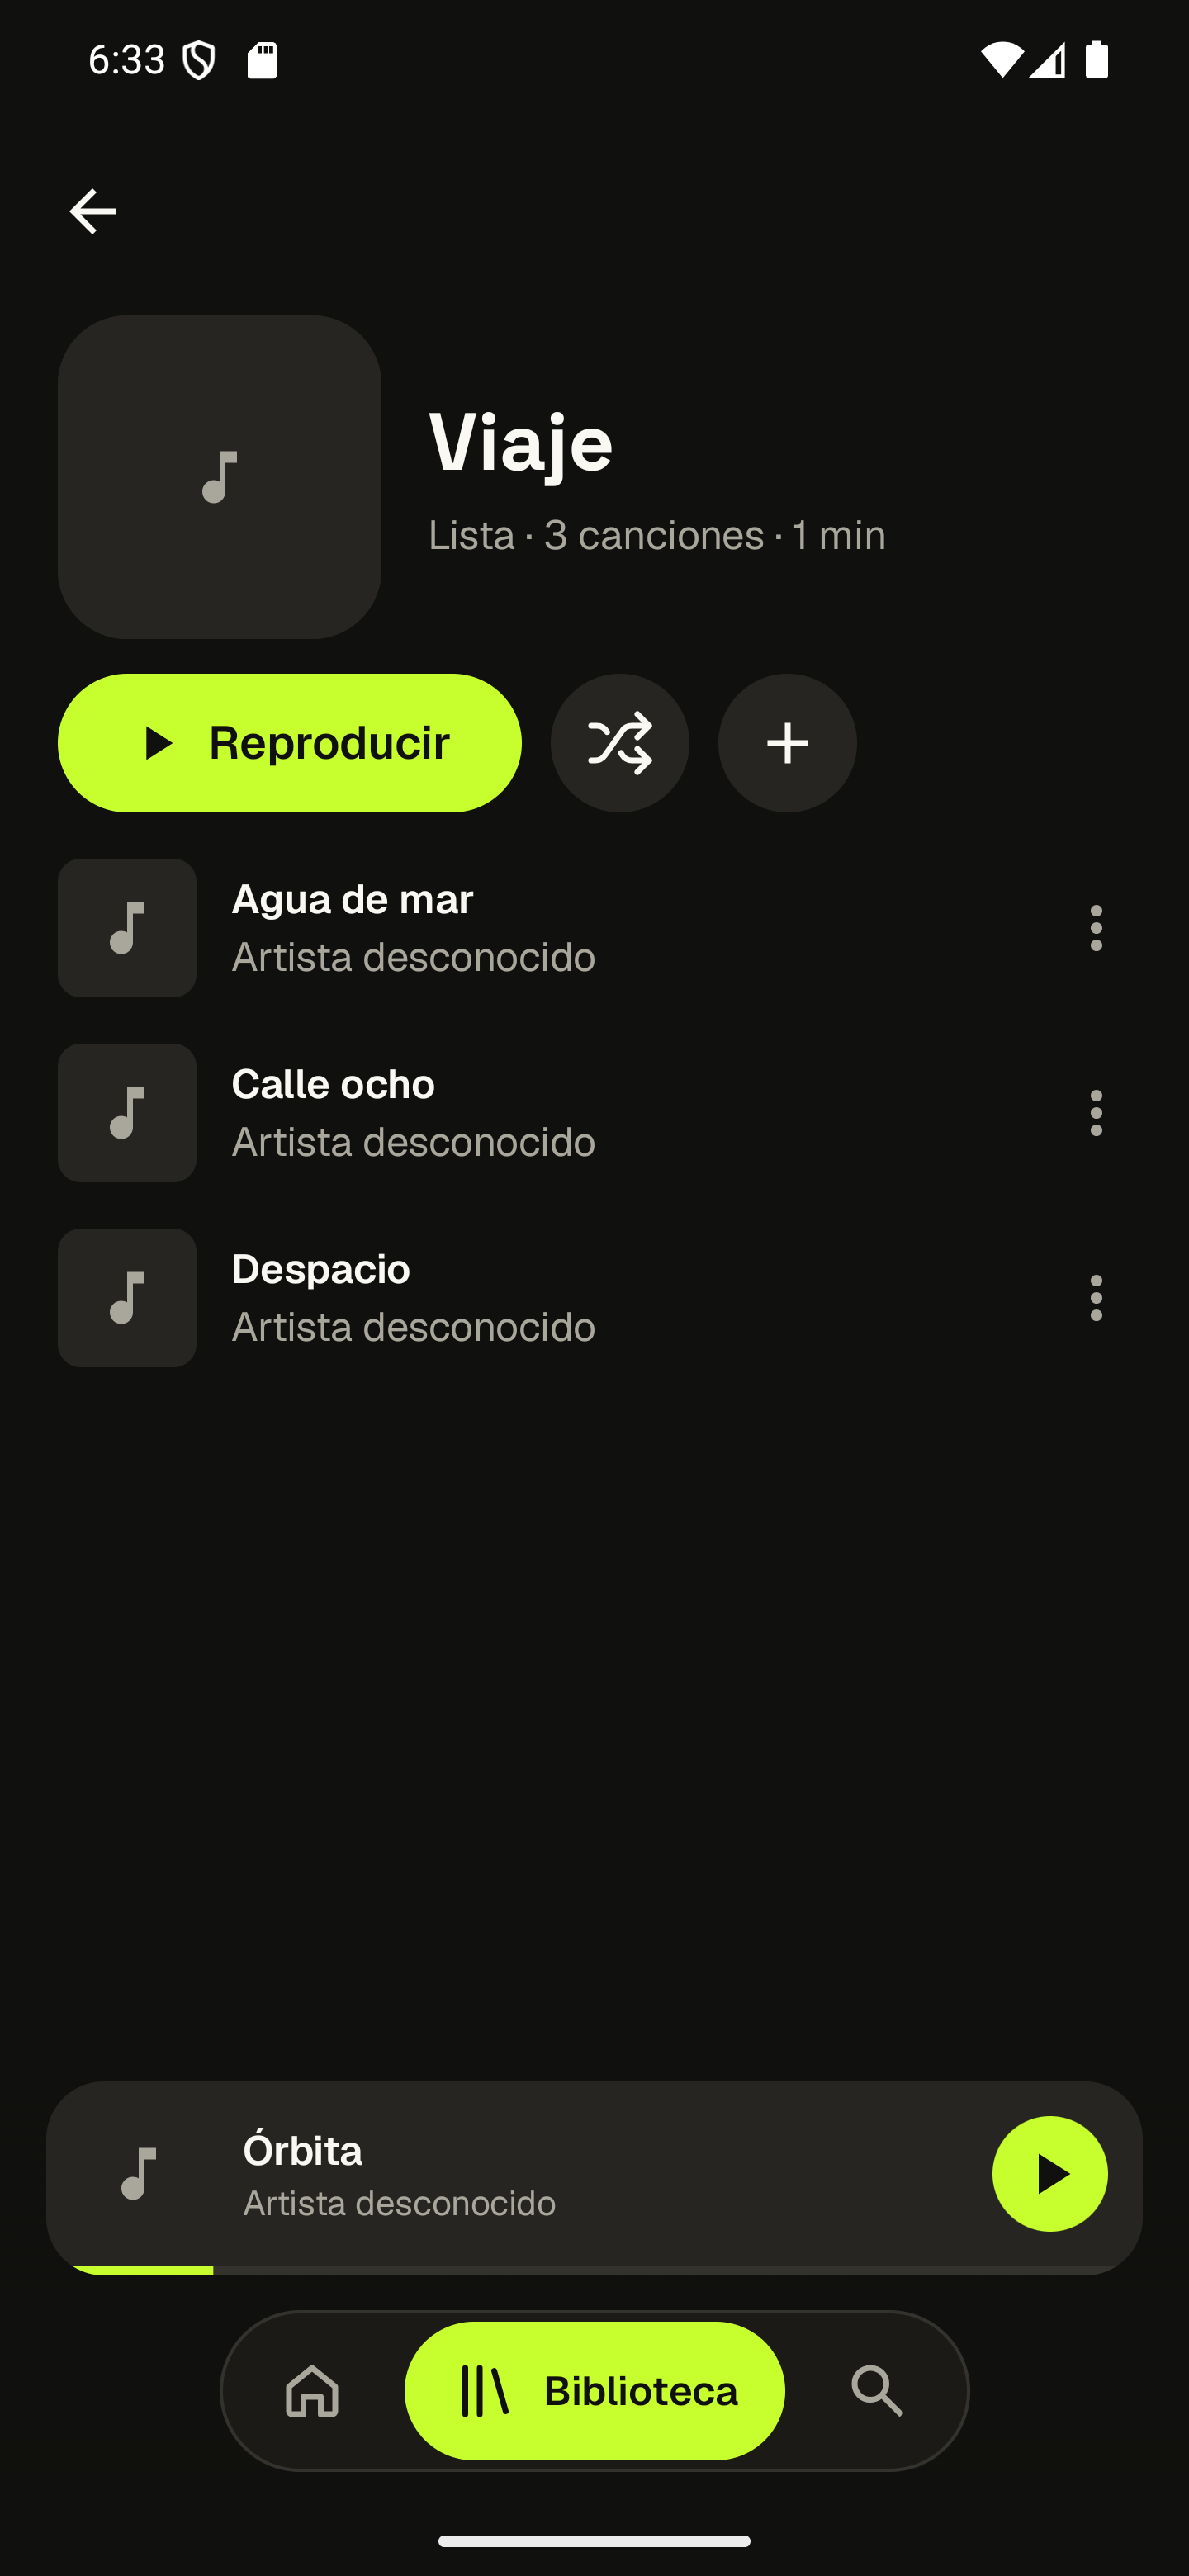 6:33
Viaje
Lista · 3 canciones · 1 min
Reproducir
Agua de mar
Artista desconocido
Calle ocho
Artista desconocido
Despacio
Artista desconocido
Órbita
Artista desconocido
Biblioteca